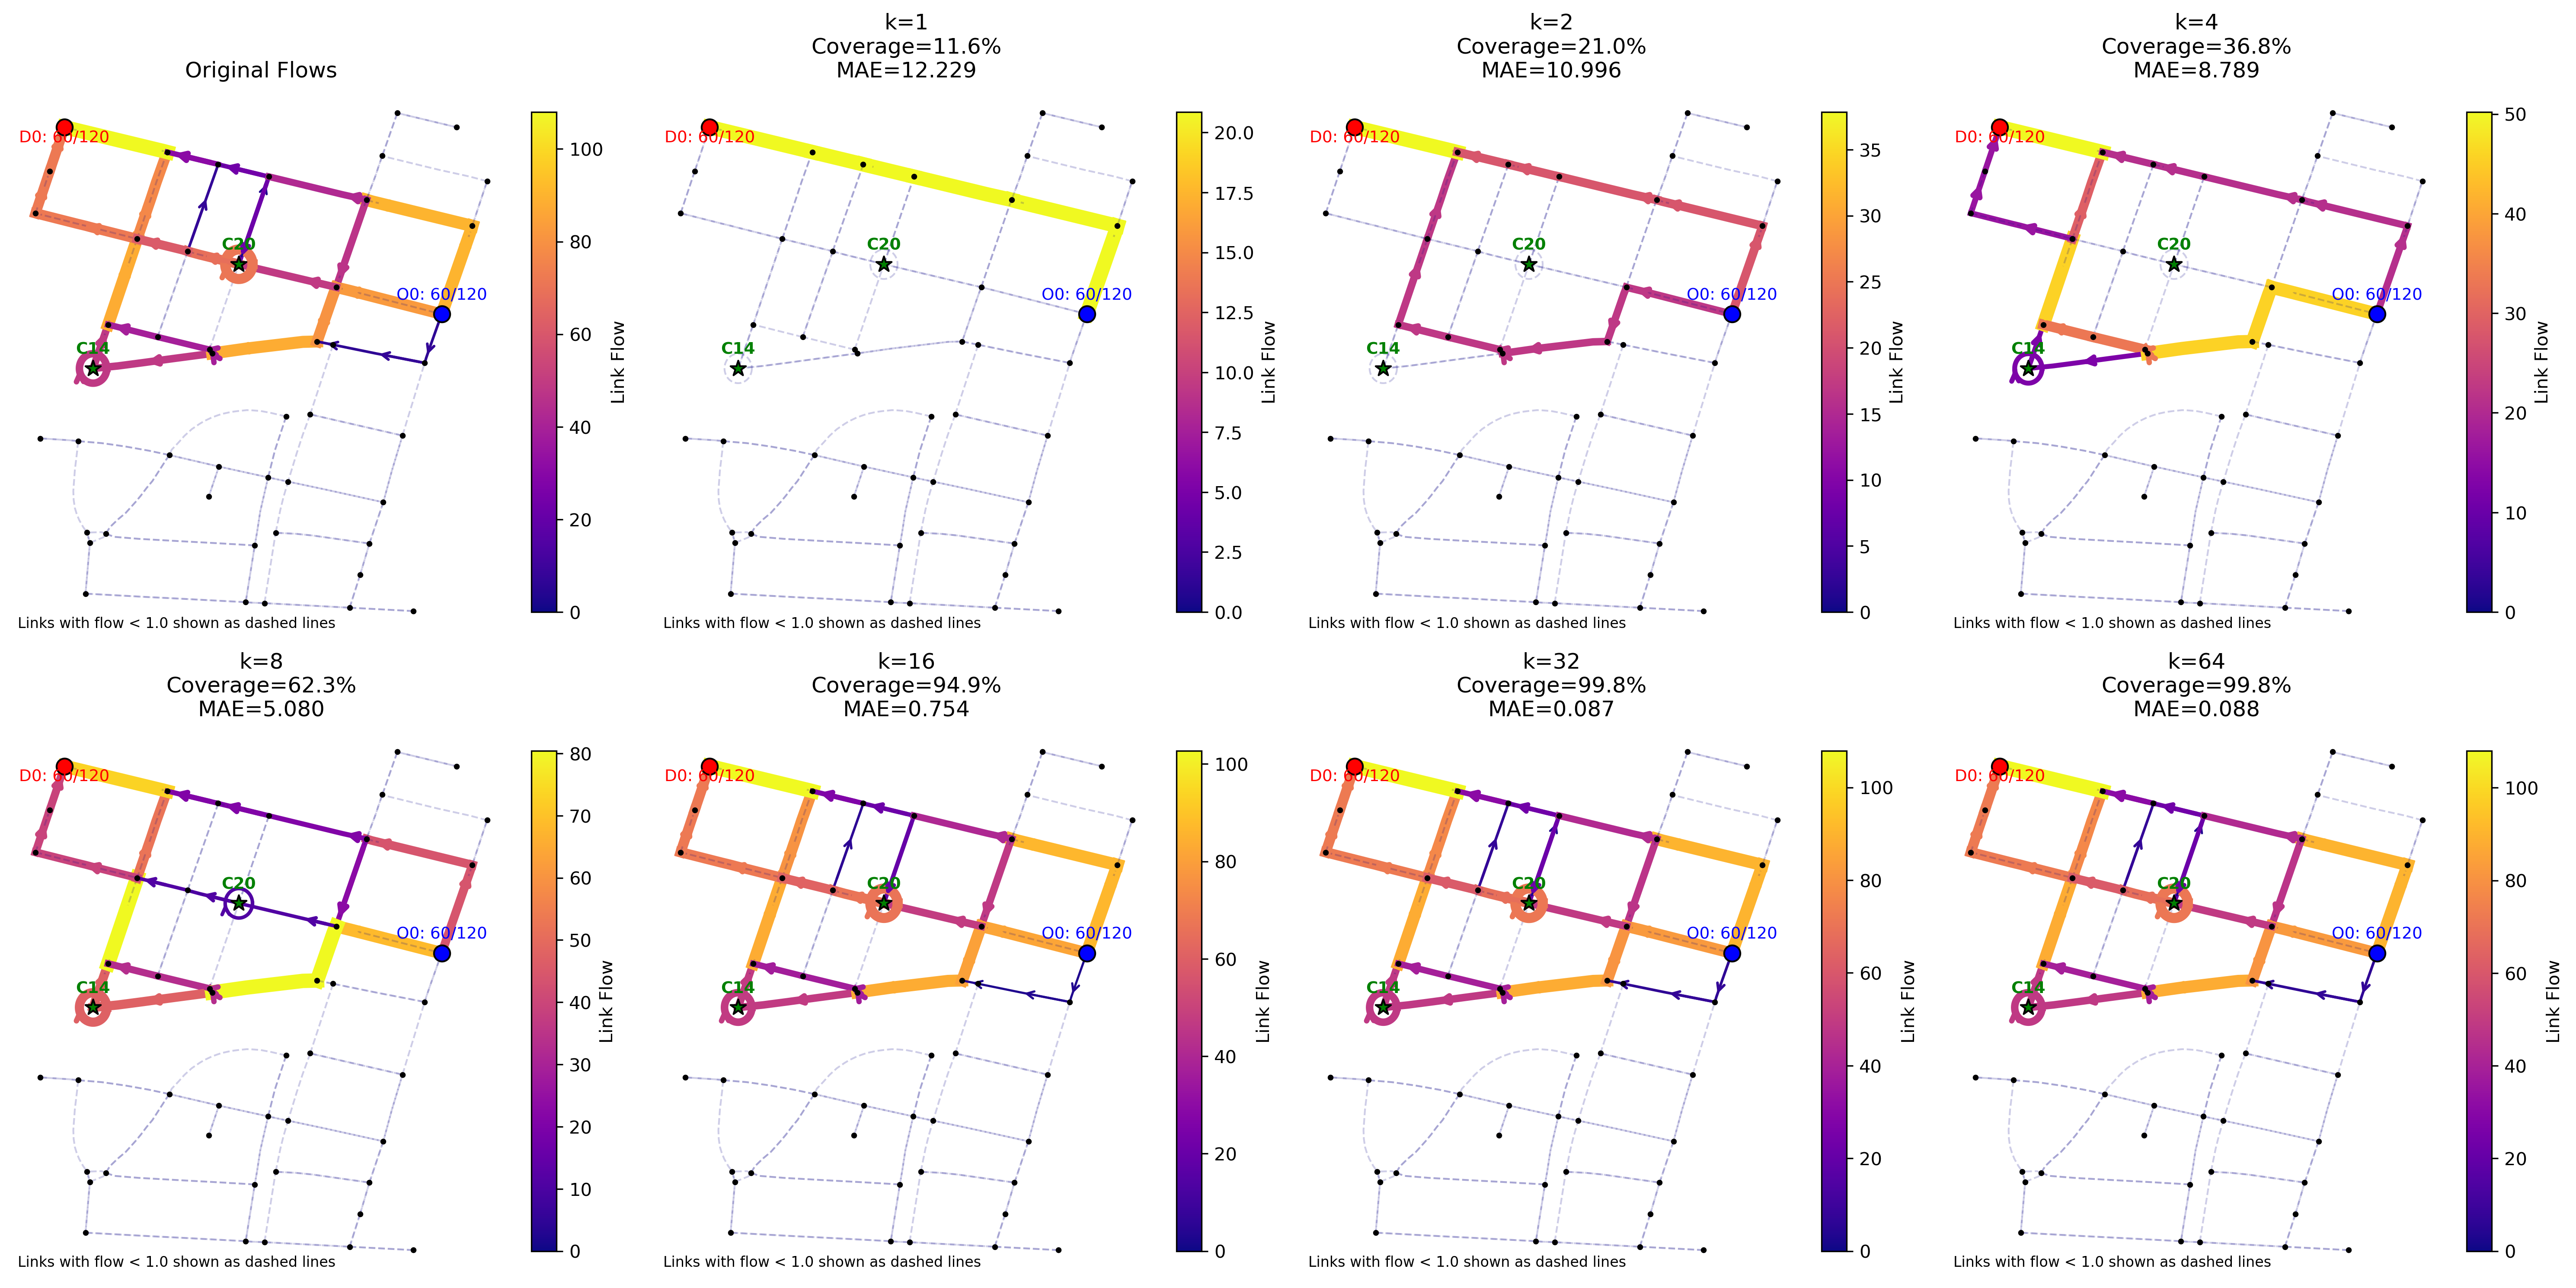 Original Flows
D0: 60/120
C20
O0: 60/120
C14
100
80
60
40
20
0
Link Flow
Links with flow < 1.0 shown as dashed lines
k=1
Coverage=11.6%
MAE=12.229
D0: 60/120
C20
O0: 60/120
C14
20.0
17.5
15.0
12.5
10.0
7.5
5.0
2.5
0.0
Link Flow
Links with flow < 1.0 shown as dashed lines
k=2
Coverage=21.0%
MAE=10.996
D0: 60/120
C20
O0: 60/120
C14
35
30
25
20
15
10
5
0
Link Flow
Links with flow < 1.0 shown as dashed lines
k=4
Coverage=36.8%
MAE=8.789
D0: 60/120
C20
O0: 60/120
C14
50
40
30
20
10
0
Link Flow
Links with flow < 1.0 shown as dashed lines
k=8
Coverage=62.3%
MAE=5.080
D0: 60/120
C20
O0: 60/120
C14
80
70
60
50
40
30
20
10
0
Link Flow
Links with flow < 1.0 shown as dashed lines
k=16
Coverage=94.9%
MAE=0.754
D0: 60/120
C20
O0: 60/120
C14
100
80
60
40
20
0
Link Flow
Links with flow < 1.0 shown as dashed lines
k=32
Coverage=99.8%
MAE=0.087
D0: 60/120
C20
O0: 60/120
C14
100
80
60
40
20
0
Link Flow
Links with flow < 1.0 shown as dashed lines
k=64
Coverage=99.8%
MAE=0.088
D0: 60/120
C20
O0: 60/120
C14
100
80
60
40
20
0
Link Flow
Links with flow < 1.0 shown as dashed lines